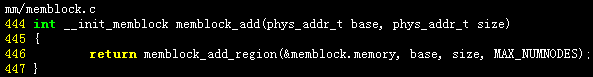 mm/memblock.c
444 int __init_memblock memblock_add(phys_addr_t base, phys_addr_t size)
445 {
446         return memblock_add_region(&memblock.memory, base, size, MAX_NUMNODES);
447 }